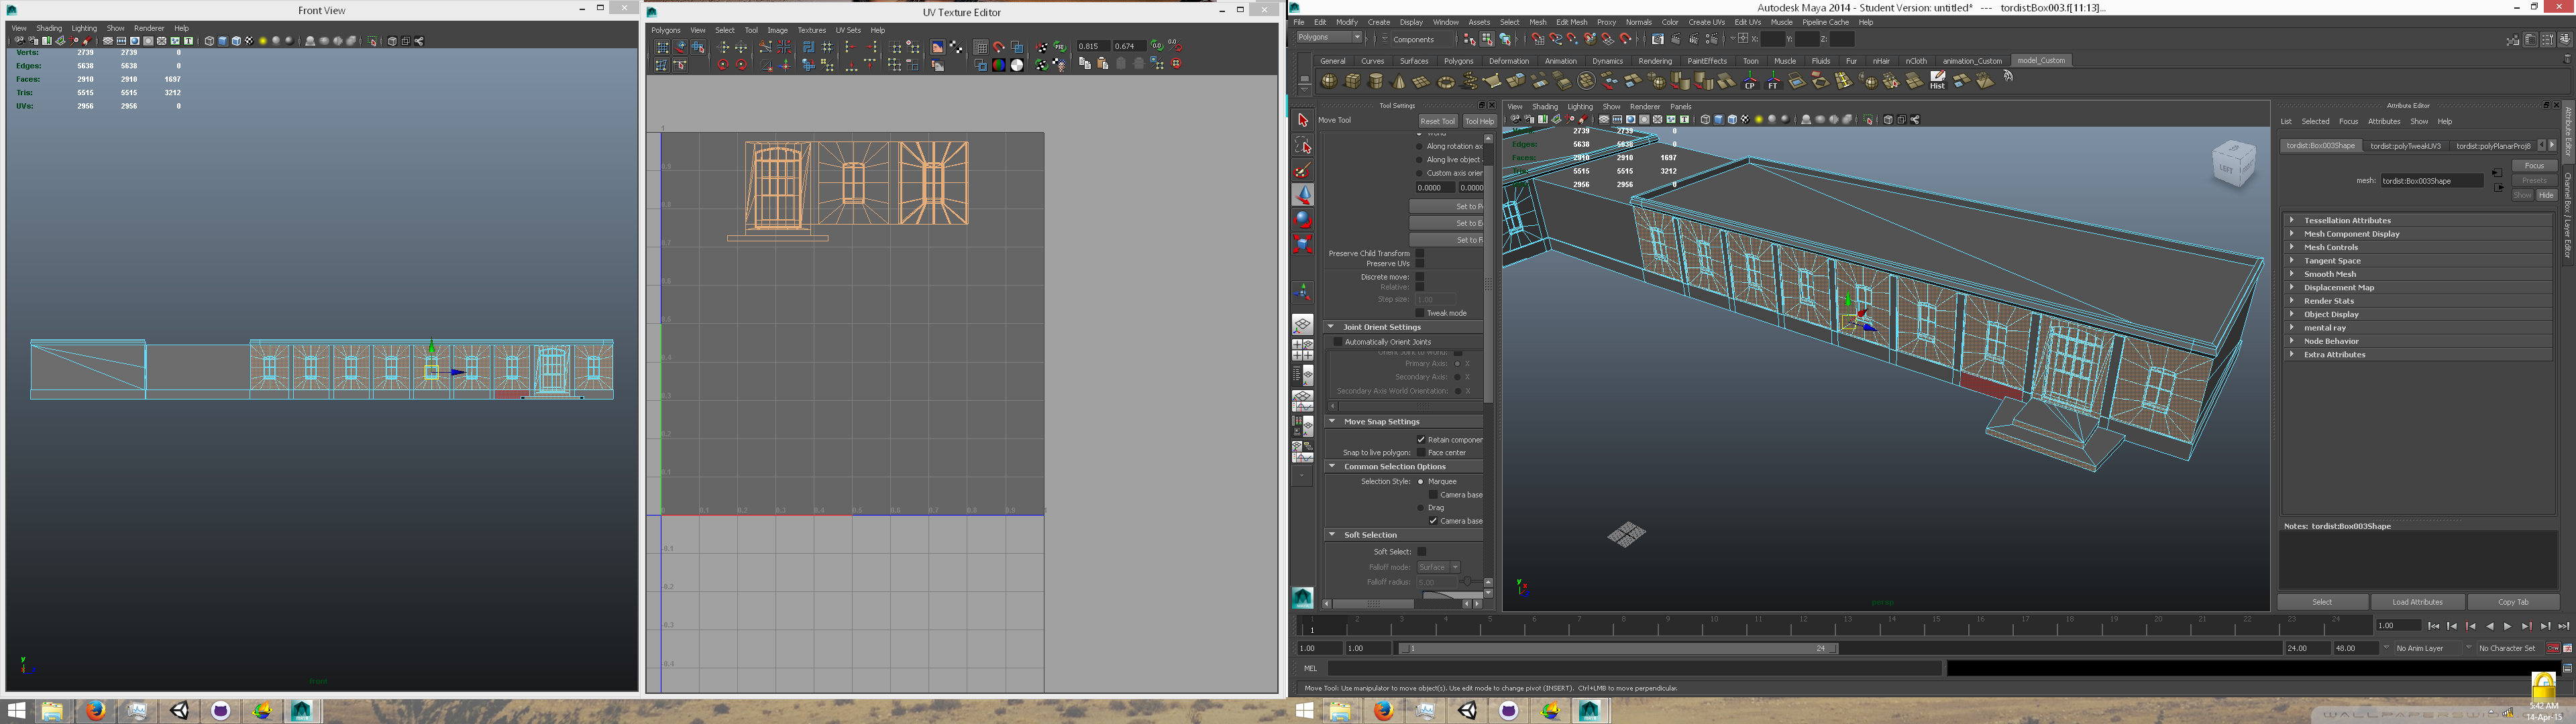 Front View
View Shading Lighting Show Renderer Panels Help
Verts: 2739 2739 0
Edges: 5638 5638 0
Faces: 2910 2910 1697
Tris: 5515 5515 3212
UVs: 2956 2956 0
front
UV Texture Editor
Polygons View Select Tool Image Textures UV Sets Help
0.815 0.674
Autodesk Maya 2014 - Student Version: untitled* --- tordistBox003.f[11:13]...
File Edit Modify Create Display Window Assets Select Mesh Edit Mesh Proxy Normals Color Create UVs Edit UVs Muscle Pipeline Cache Help
Polygons Components X: Y: Z:
General Curves Surfaces Polygons Deformation Animation Dynamics Rendering PaintEffects Toon Muscle Fluids Fur nHair nCloth animation_Custom model_Custom
CP FT Hist
Tool Settings
Move Tool Reset Tool Tool Help
World
Along rotation ax
Along live object
Custom axis orier
0.0000 0.0000
Set to P
Set to E
Set to F
Preserve Child Transform
Preserve UVs
Discrete move:
Relative:
Step size: 1.00
Tweak mode
Joint Orient Settings
Automatically Orient Joints
Orient Joint to World:
Primary Axis: X
Secondary Axis: X
Secondary Axis World Orientation: X
Move Snap Settings
Retain componen
Snap to live polygon: Face center
Common Selection Options
Selection Style: Marquee
Camera base
Drag
Camera base
Soft Selection
Soft Select:
Falloff mode: Surface
Falloff radius: 5.00
View Shading Lighting Show Renderer Panels
2739 2739 0
Edges: 5638 5638 0
Faces: 2910 2910 1697
Tris: 5515 5515 3212
2956 2956 0
LEFT
persp
Attribute Editor
List Selected Focus Attributes Show Help
tordist:Box003Shape tordist:polyTweakUV3 tordist:polyPlanarProj8
mesh: tordist:Box003Shape
Focus
Presets
Show Hide
Tessellation Attributes
Mesh Component Display
Mesh Controls
Tangent Space
Smooth Mesh
Displacement Map
Render Stats
Object Display
mental ray
Node Behavior
Extra Attributes
Notes: tordist:Box003Shape
Select Load Attributes Copy Tab
Attribute Editor
Channel Box / Layer Editor
1 2 3 4 5 6 7 8 9 10 11 12 13 14 15 16 17 18 19 20 21 22 23 24
1 1.00
1.00 1.00 1 24 24.00 48.00 No Anim Layer No Character Set
MEL
Move Tool: Use manipulator to move object(s). Use edit mode to change pivot (INSERT). Ctrl+LMB to move perpendicular.
5:42 AM
14-Apr-15